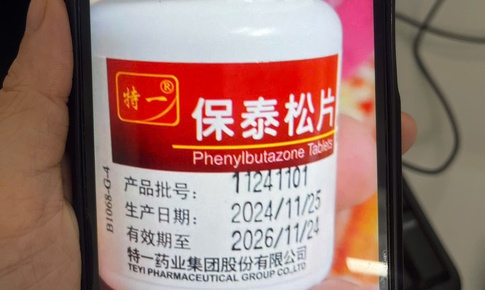 特一®
保泰松片
Phenylbutazone Tablets
产品批号: 11241101
生产日期: 2024/11/25
有效期至 2026/11/24
特一药业集团股份有限公司
TEYI PHARMACEUTICAL GROUP CO.,LTD
B1068-G-4